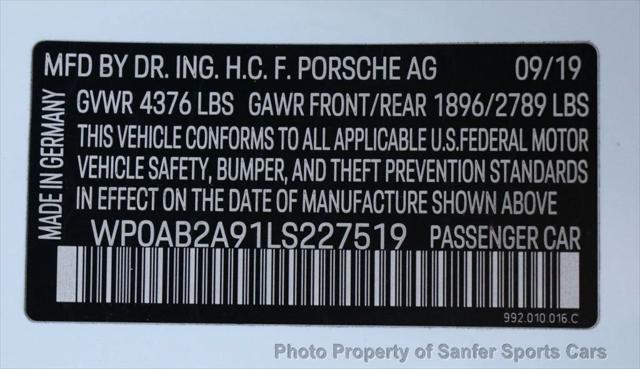 MFD BY DR. ING. H.C. F. PORSCHE AG 09/19
GVWR 4376 LBS GAWR FRONT/REAR 1896/2789 LBS
THIS VEHICLE CONFORMS TO ALL APPLICABLE U.S.FEDERAL MOTOR
VEHICLE SAFETY, BUMPER, AND THEFT PREVENTION STANDARDS
IN EFFECT ON THE DATE OF MANUFACTURE SHOWN ABOVE
MADE IN GERMANY
WP0AB2A91LS227519 PASSENGER CAR
992.010.016.C
Photo Property of Sanfer Sports Cars